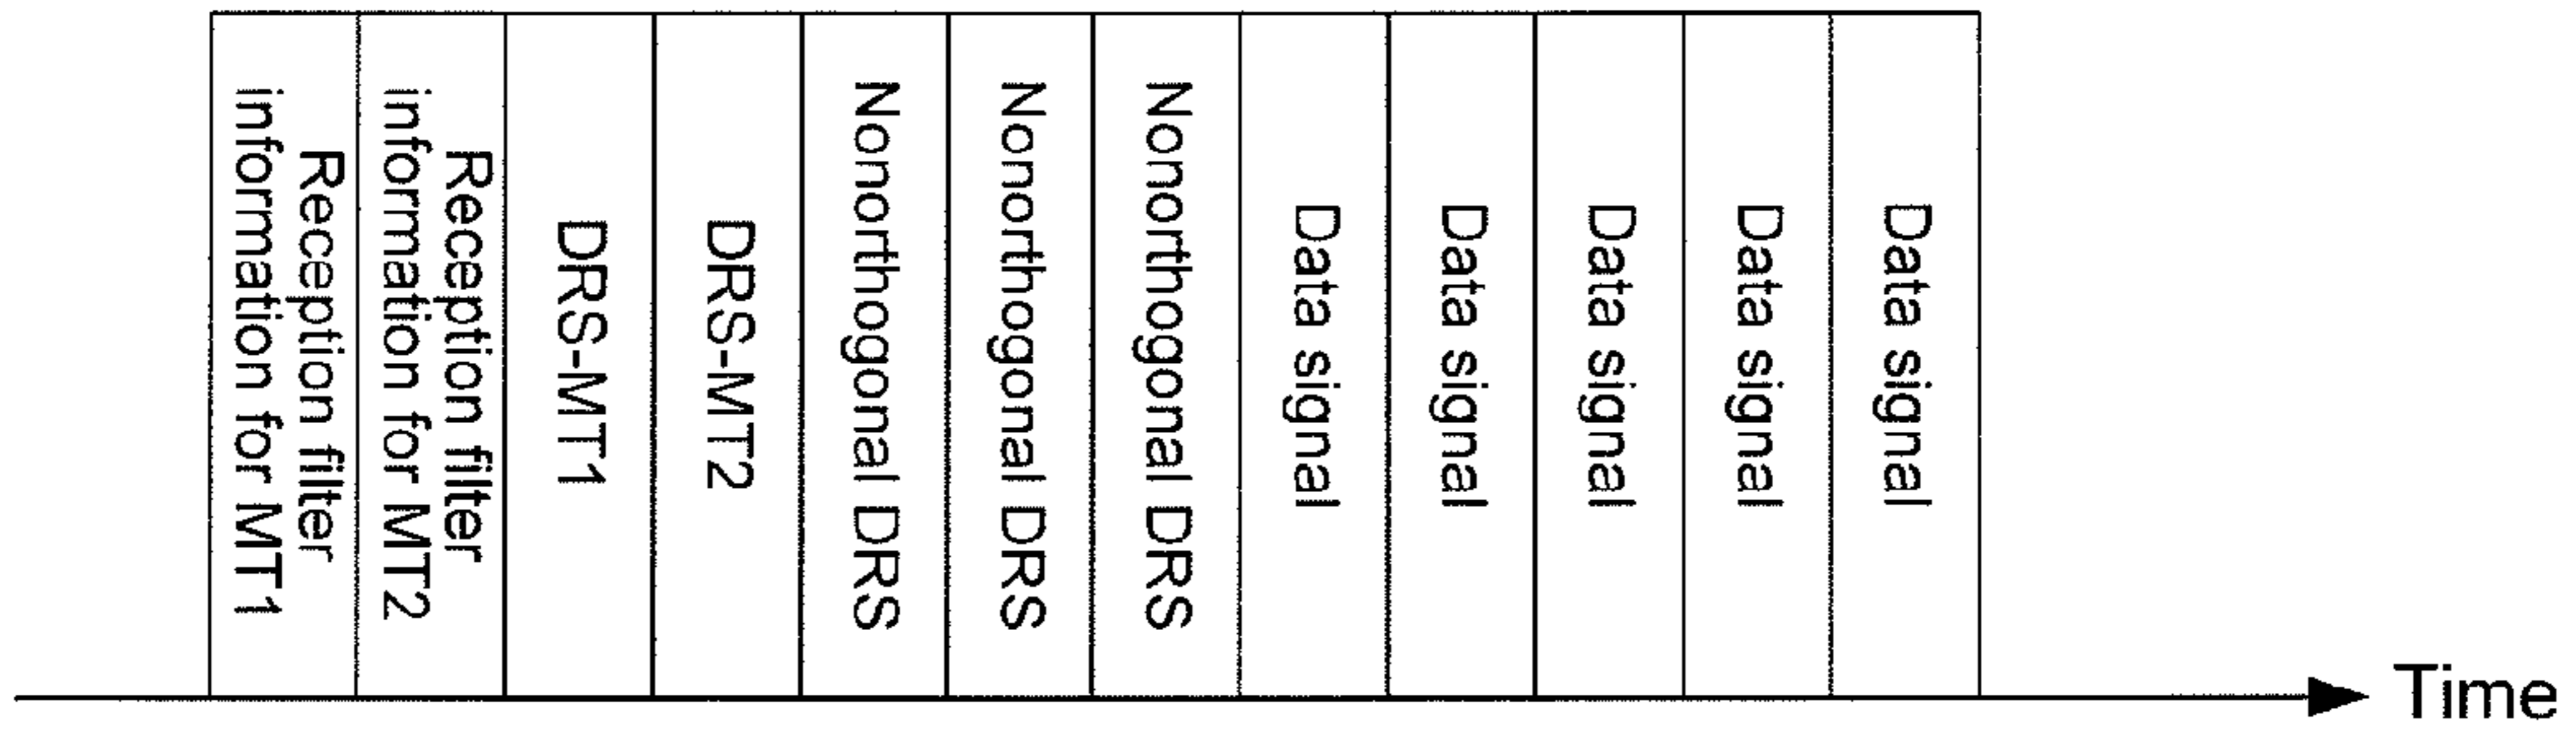 Reception filter
information for MT1
Reception filter
information for MT2
DRS-MT1
DRS-MT2
Nonorthogonal DRS
Nonorthogonal DRS
Nonorthogonal DRS
Data signal
Data signal
Data signal
Data signal
Data signal
Time